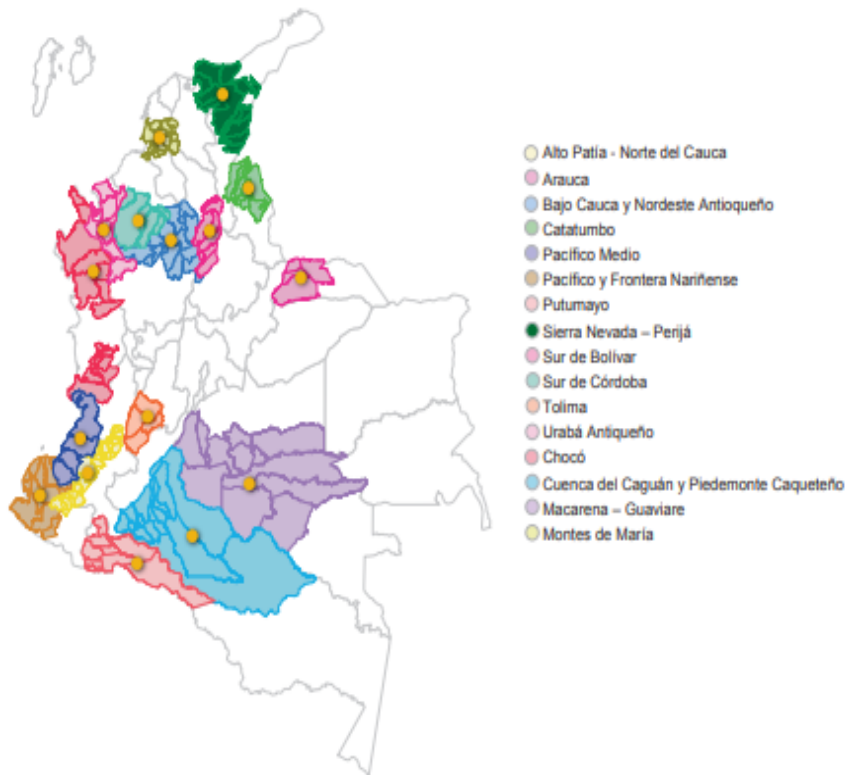 Alto Patía - Norte del Cauca
Arauca
Bajo Cauca y Nordeste Antioqueño
Catatumbo
Pacífico Medio
Pacífico y Frontera Nariñense
Putumayo
Sierra Nevada – Perijá
Sur de Bolívar
Sur de Córdoba
Tolima
Urabá Antioqueño
Chocó
Cuenca del Caguán y Piedemonte Caqueteño
Macarena – Guaviare
Montes de María